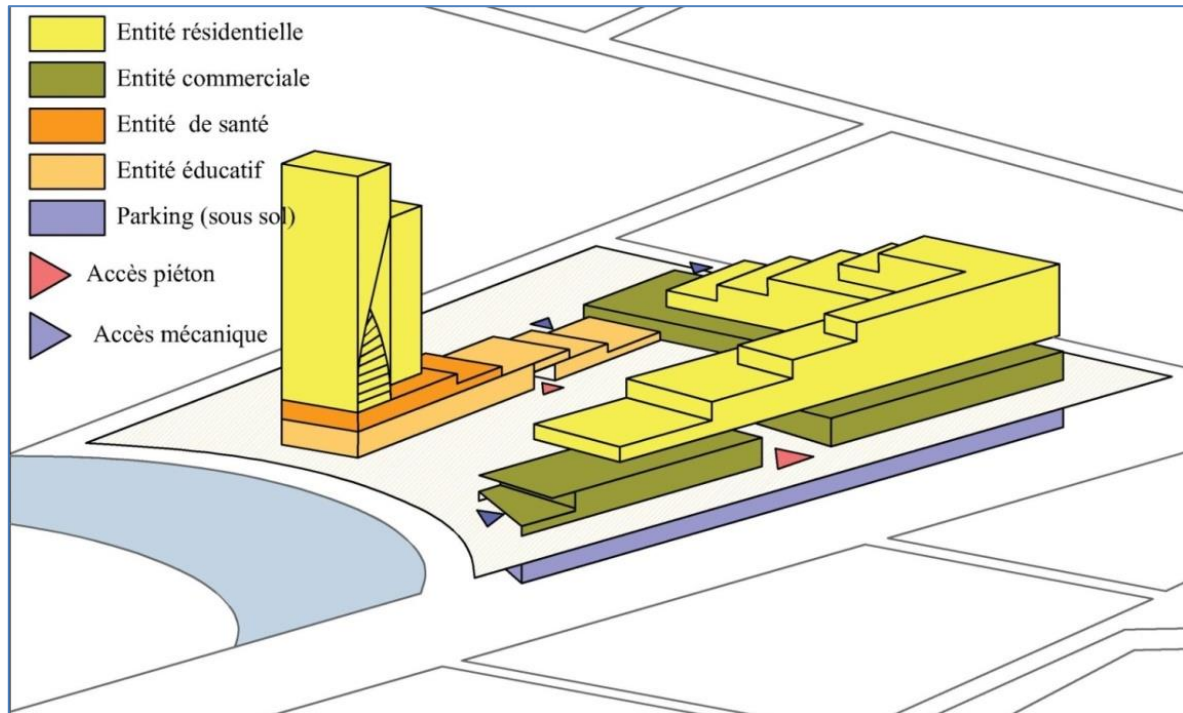 Entité résidentielle
Entité commerciale
Entité de santé
Entité éducatif
Parking (sous sol)
Accès piéton
Accès mécanique